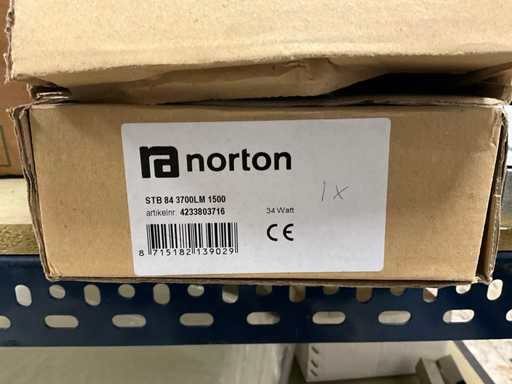 norton
STB 84 3700LM 1500
artikelnr. 4233803716
34 Watt
1x
CE
8 715182 139029